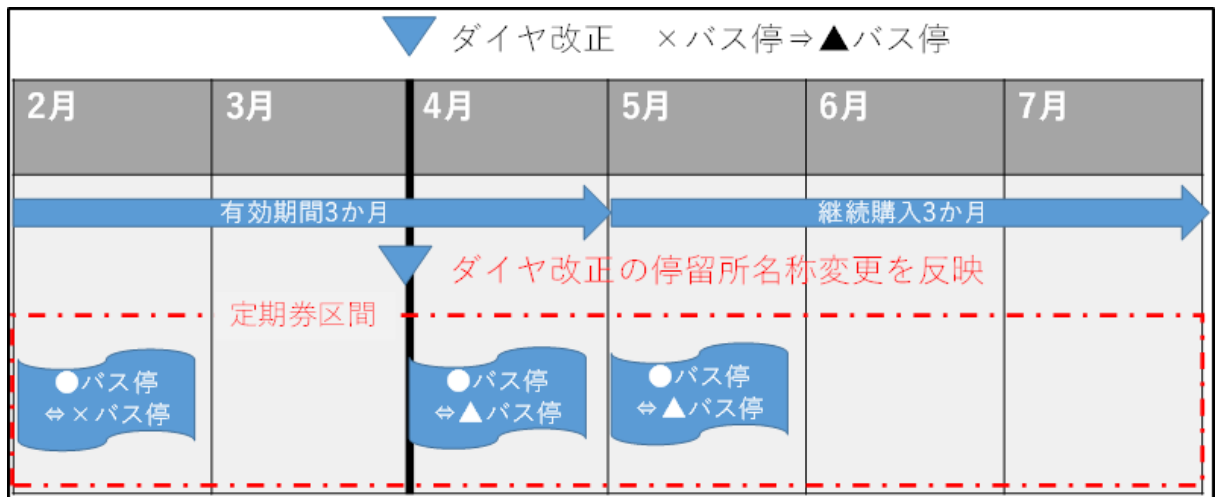 ダイヤ改正 ×バス停⇒▲バス停
2月 3月 4月 5月 6月 7月
有効期間3か月 継続購入3か月
ダイヤ改正の停留所名称変更を反映
定期券区間
●バス停
⇔×バス停
●バス停
⇔▲バス停
●バス停
⇔▲バス停